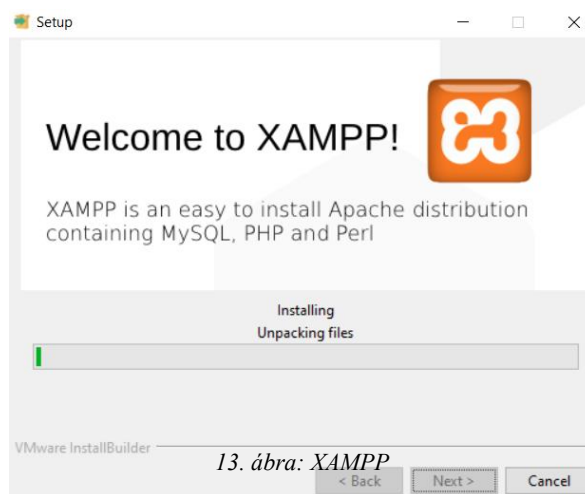 Setup
Welcome to XAMPP!
XAMPP is an easy to install Apache distribution
containing MySQL, PHP and Perl
Installing
Unpacking files
VMware InstallBuilder
13. ábra: XAMPP
< Back Next > Cancel